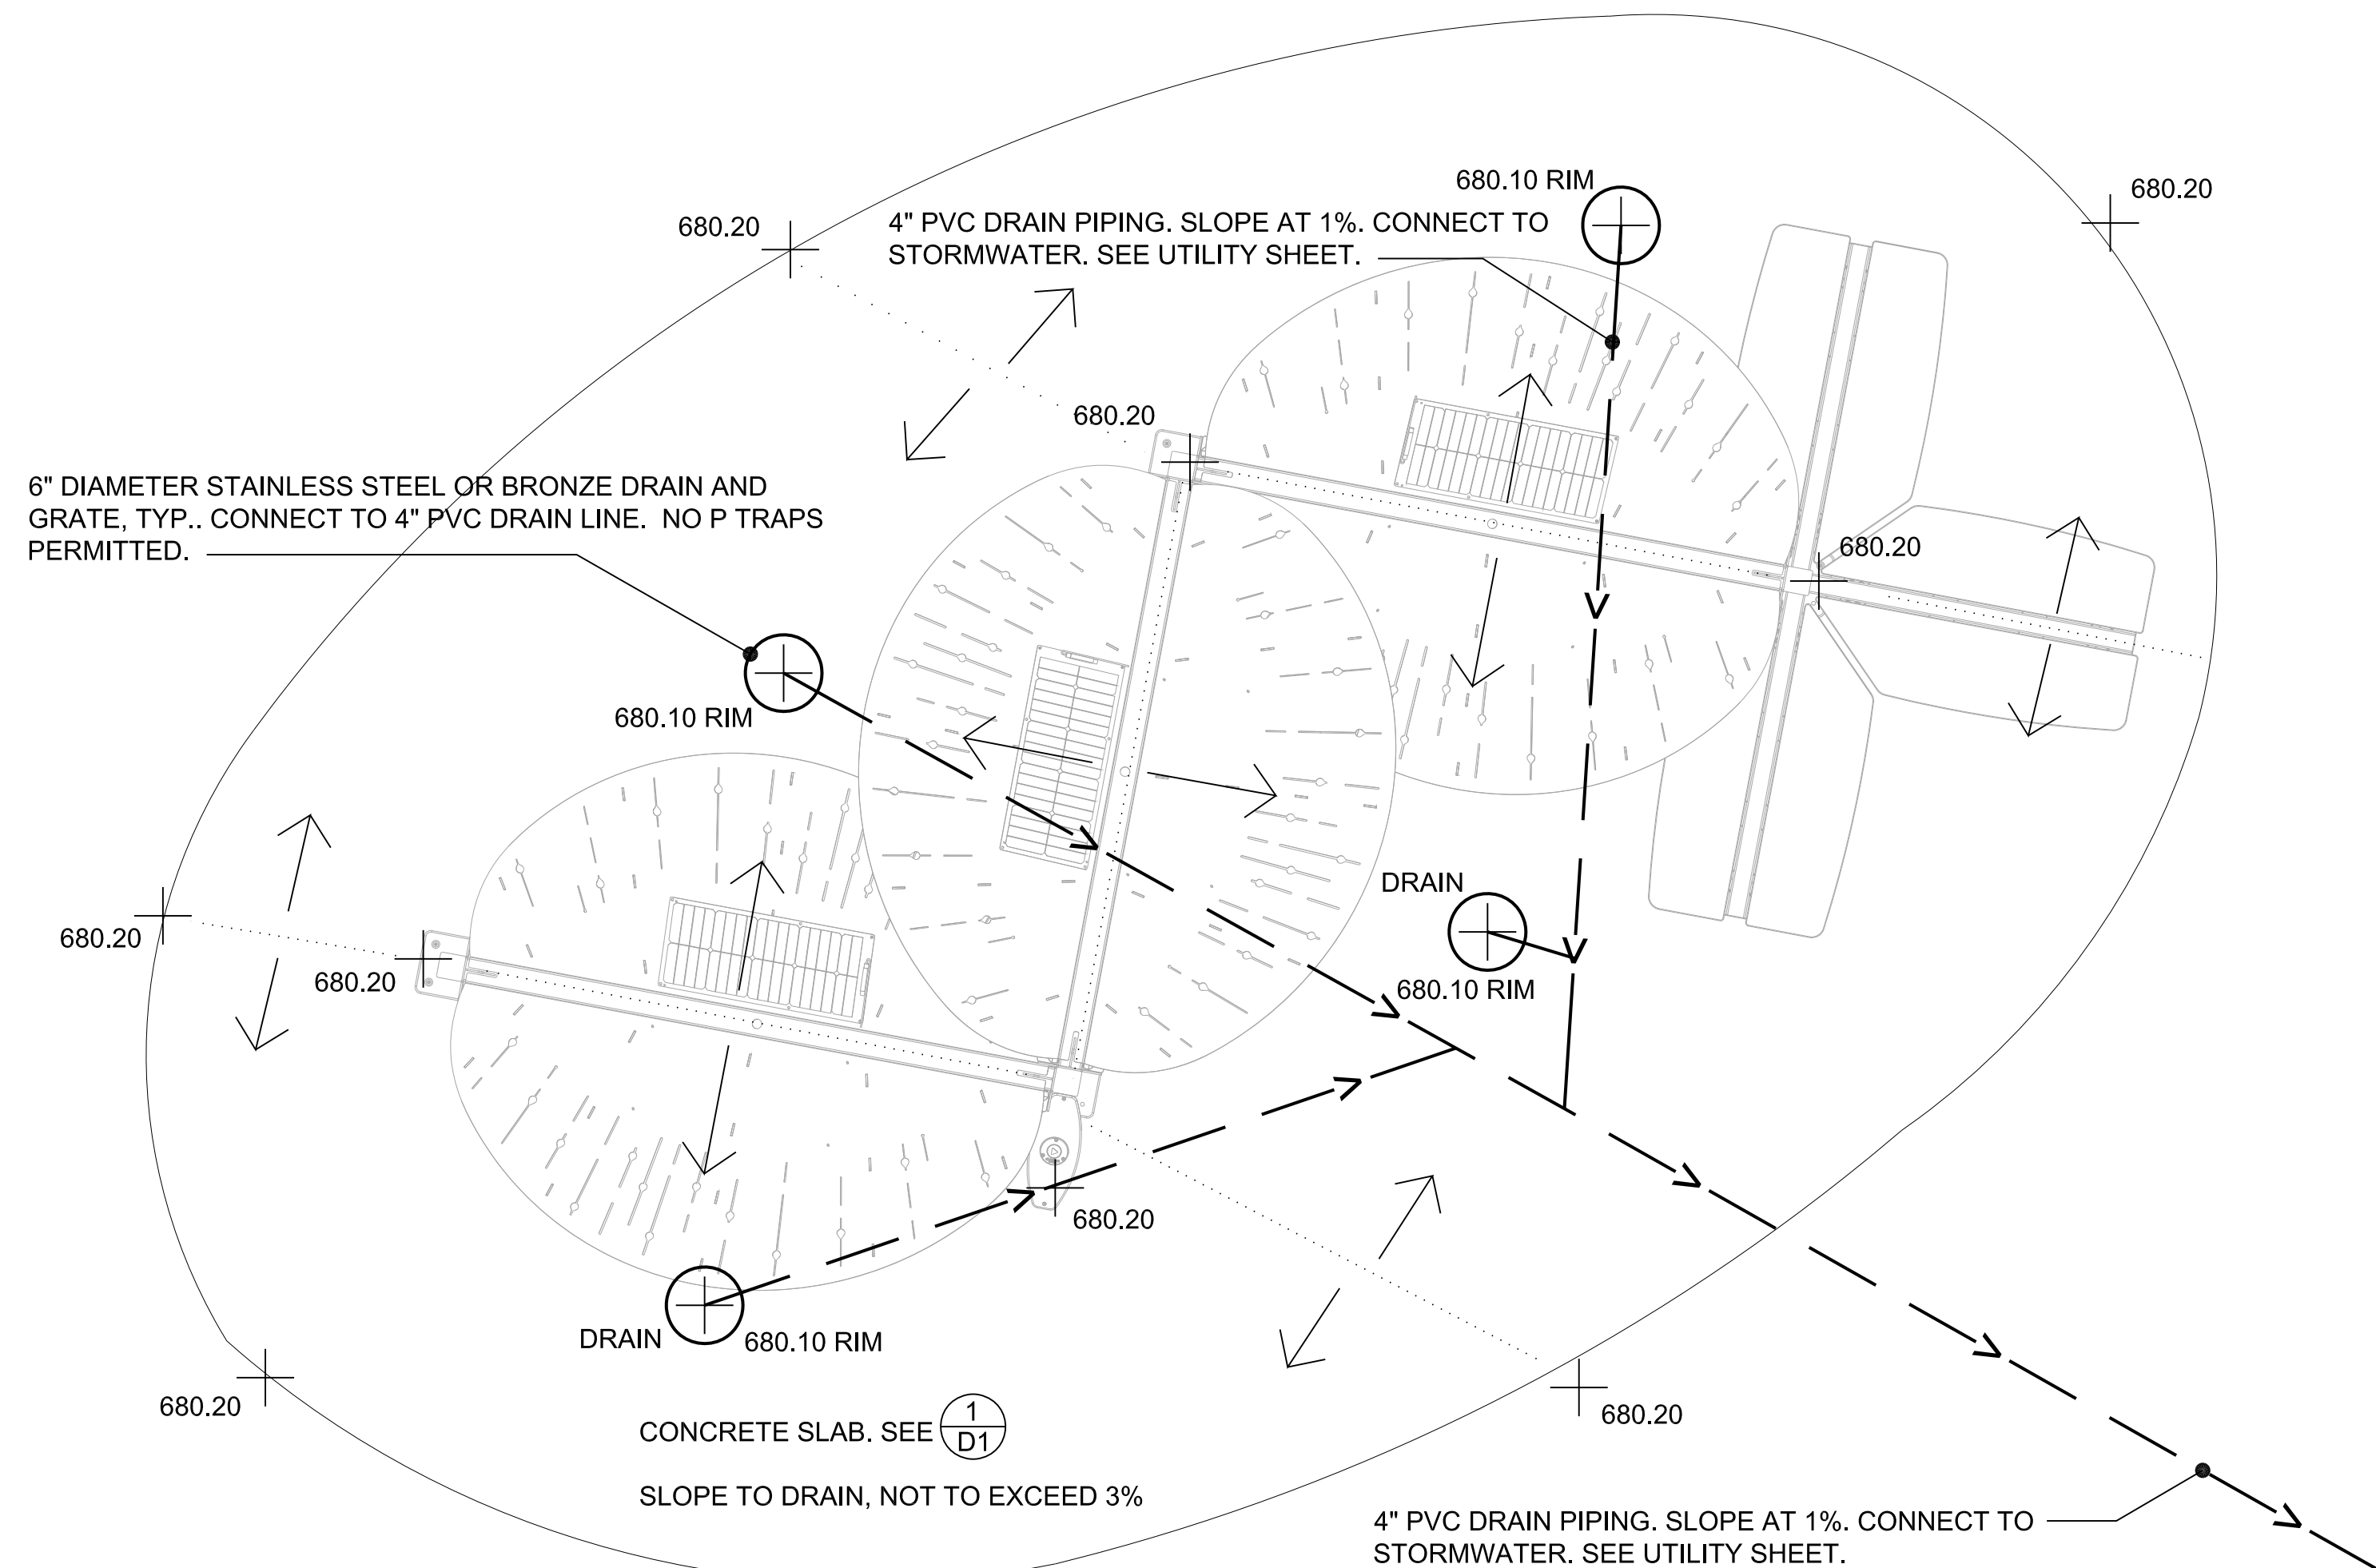 680.10 RIM
680.20
680.20
4" PVC DRAIN PIPING. SLOPE AT 1%. CONNECT TO
STORMWATER. SEE UTILITY SHEET.
680.20
6" DIAMETER STAINLESS STEEL OR BRONZE DRAIN AND
GRATE, TYP.. CONNECT TO 4" PVC DRAIN LINE. NO P TRAPS
PERMITTED.
680.20
680.10 RIM
DRAIN
680.10 RIM
680.20
680.20
680.20
DRAIN
680.10 RIM
680.20
680.20
CONCRETE SLAB. SEE
1
D1
SLOPE TO DRAIN, NOT TO EXCEED 3%
4" PVC DRAIN PIPING. SLOPE AT 1%. CONNECT TO
STORMWATER. SEE UTILITY SHEET.